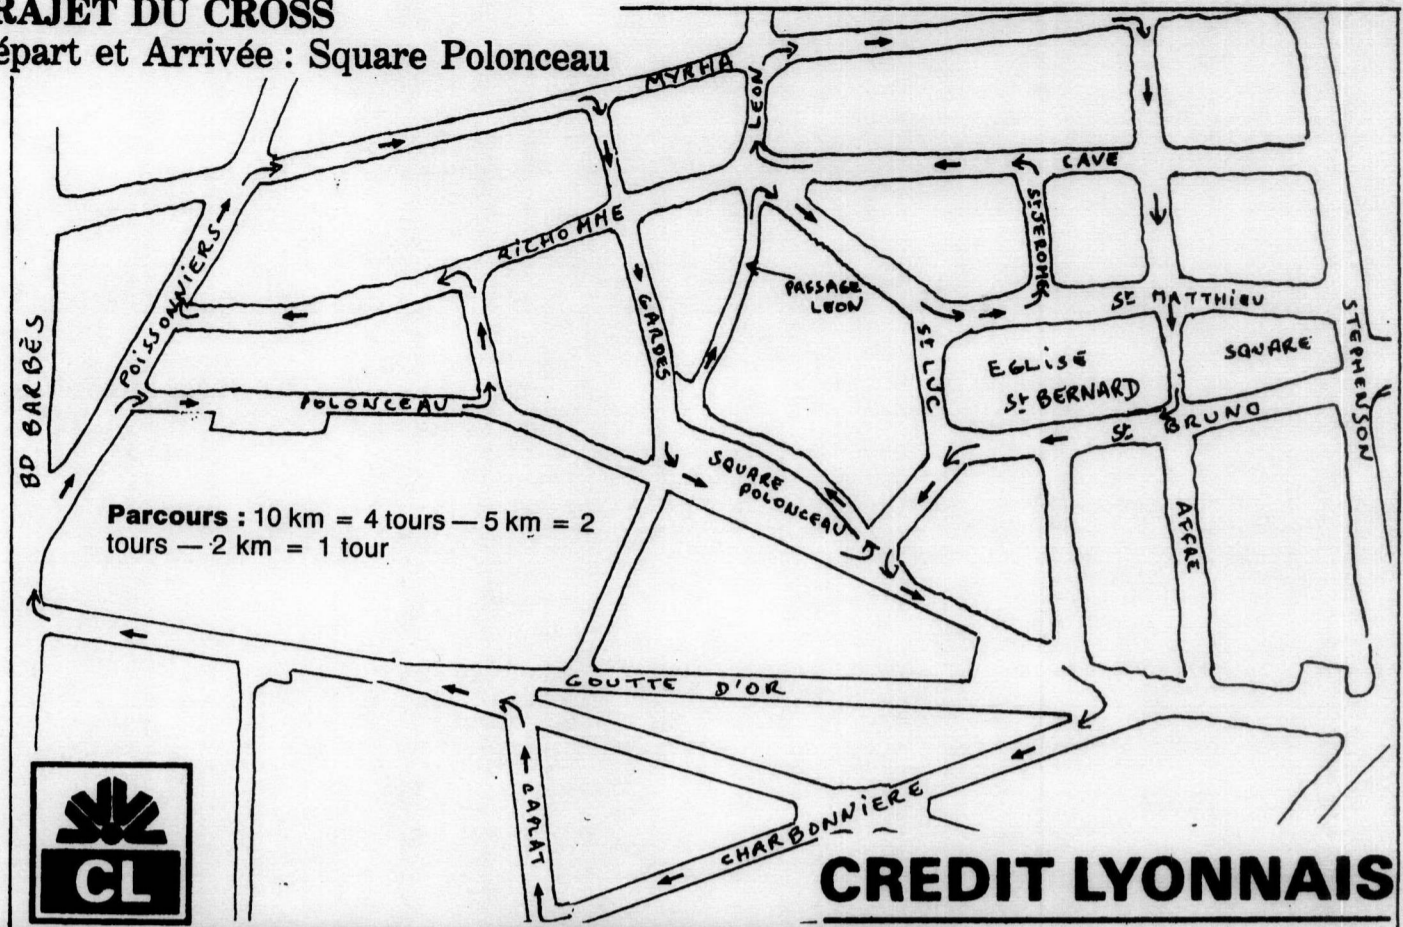 RAJET DU CROSS
épart et Arrivée : Square Polonceau
MYRHA
LEON
CAVE
ST JEROME
RICHOMME
POISSONNIERS
PASSAGE
LEON
ST MATTHIEU
GARDES
ST LUC
EGLISE
ST BERNARD
SQUARE
STEPHENSON
BD BARBÈS
POLONCEAU
ST BRUNO
SQUARE
POLONCEAU
AFFRE
Parcours : 10 km = 4 tours — 5 km = 2
tours — 2 km = 1 tour
GOUTTE D'OR
CAPLAT
CHARBONNIERE
CL
CREDIT LYONNAIS